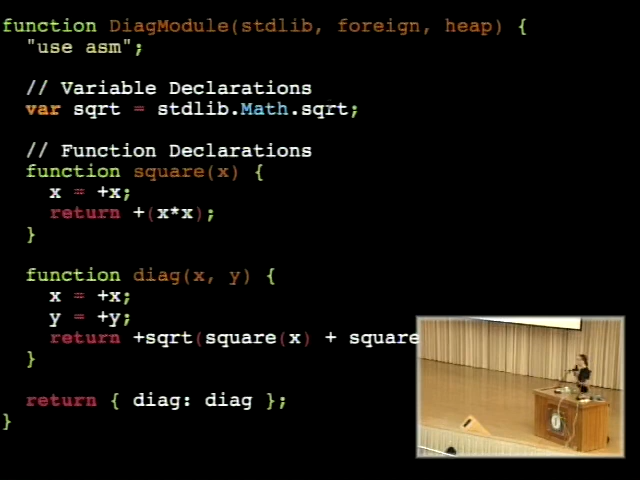 function DiagModule(stdlib, foreign, heap) {
"use asm";
// Variable Declarations
var sqrt = stdlib.Math.sqrt;
// Function Declarations
function square(x) {
x = +x;
return +(x*x);
}
function diag(x, y) {
x = +x;
y = +y;
return +sqrt(square(x) + square
}
return { diag: diag };
}